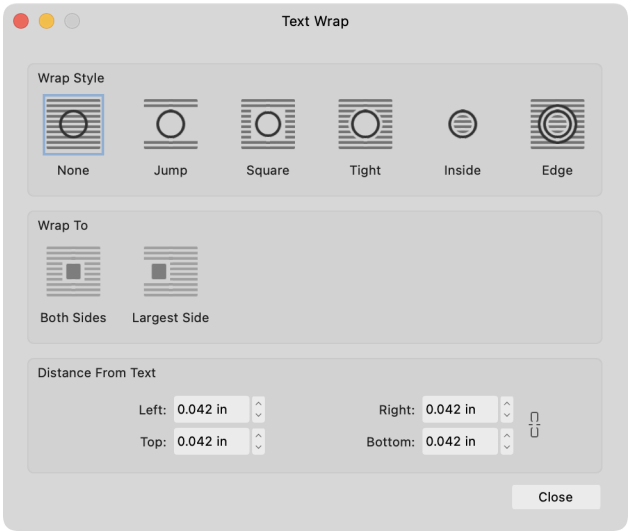 Text Wrap
Wrap Style
None Jump Square Tight Inside Edge
Wrap To
Both Sides Largest Side
Distance From Text
Left: 0.042 in Right: 0.042 in
Top: 0.042 in Bottom: 0.042 in
Close